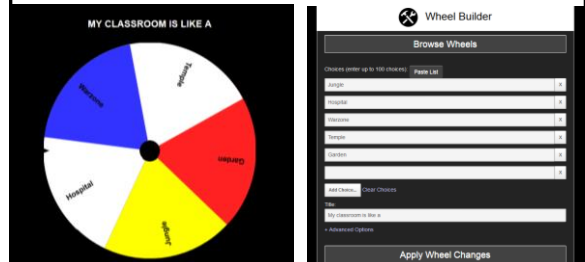 MY CLASSROOM IS LIKE A
Temple
Warzone
Garden
Hospital
Jungle
Wheel Builder
Browse Wheels
Choices (enter up to 100 choices) Paste List
Jungle x
Hospital x
Warzone x
Temple x
Garden x
x
Add Choice... Clear Choices
Title:
My classroom is like a
+ Advanced Options
Apply Wheel Changes